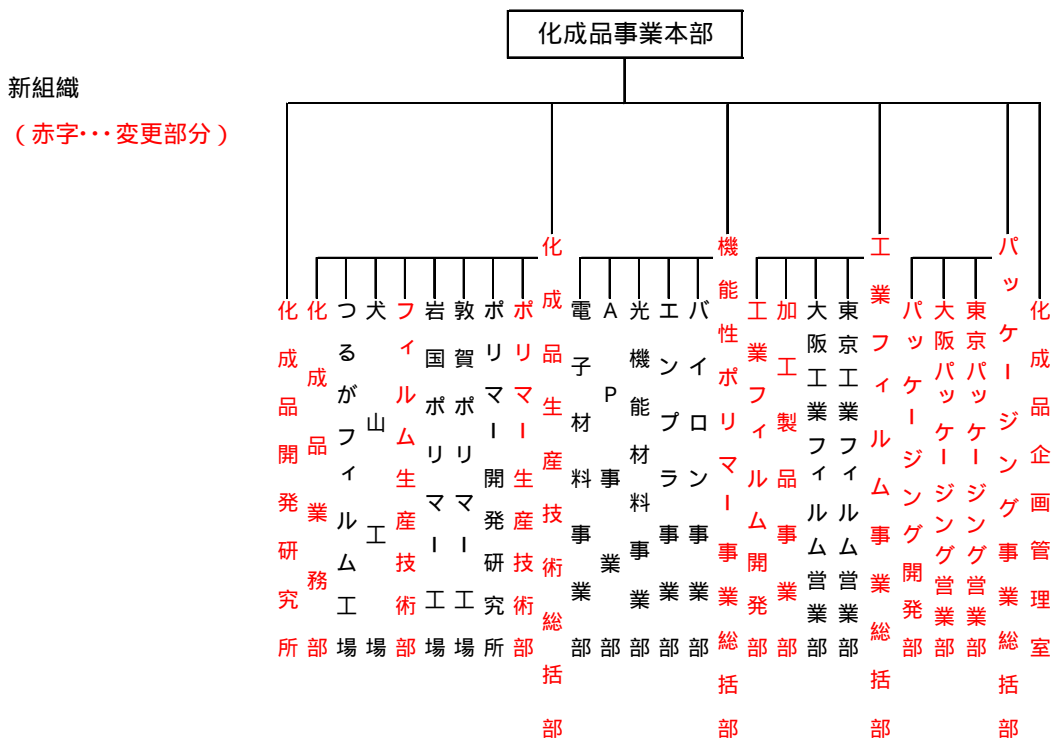 化成品事業本部
新組織
(赤字・・・変更部分)
化成品企画管理室
パッケージング事業総括部
東京パッケージング営業部
大阪パッケージング営業部
パッケージング開発部
工業フィルム事業総括部
東京工業フィルム営業部
大阪工業フィルム営業部
加工製品事業部
工業フィルム開発部
機能性ポリマー事業総括部
バイロン事業部
エンプラ事業部
光機能材料事業部
AP事業部
電子材料事業部
化成品生産技術総括部
ポリマー生産技術部
ポリマー開発研究所
敦賀ポリマー工場
岩国ポリマー工場
フィルム生産技術部
犬山工場
つるがフィルム工場
化成品業務部
化成品開発研究所